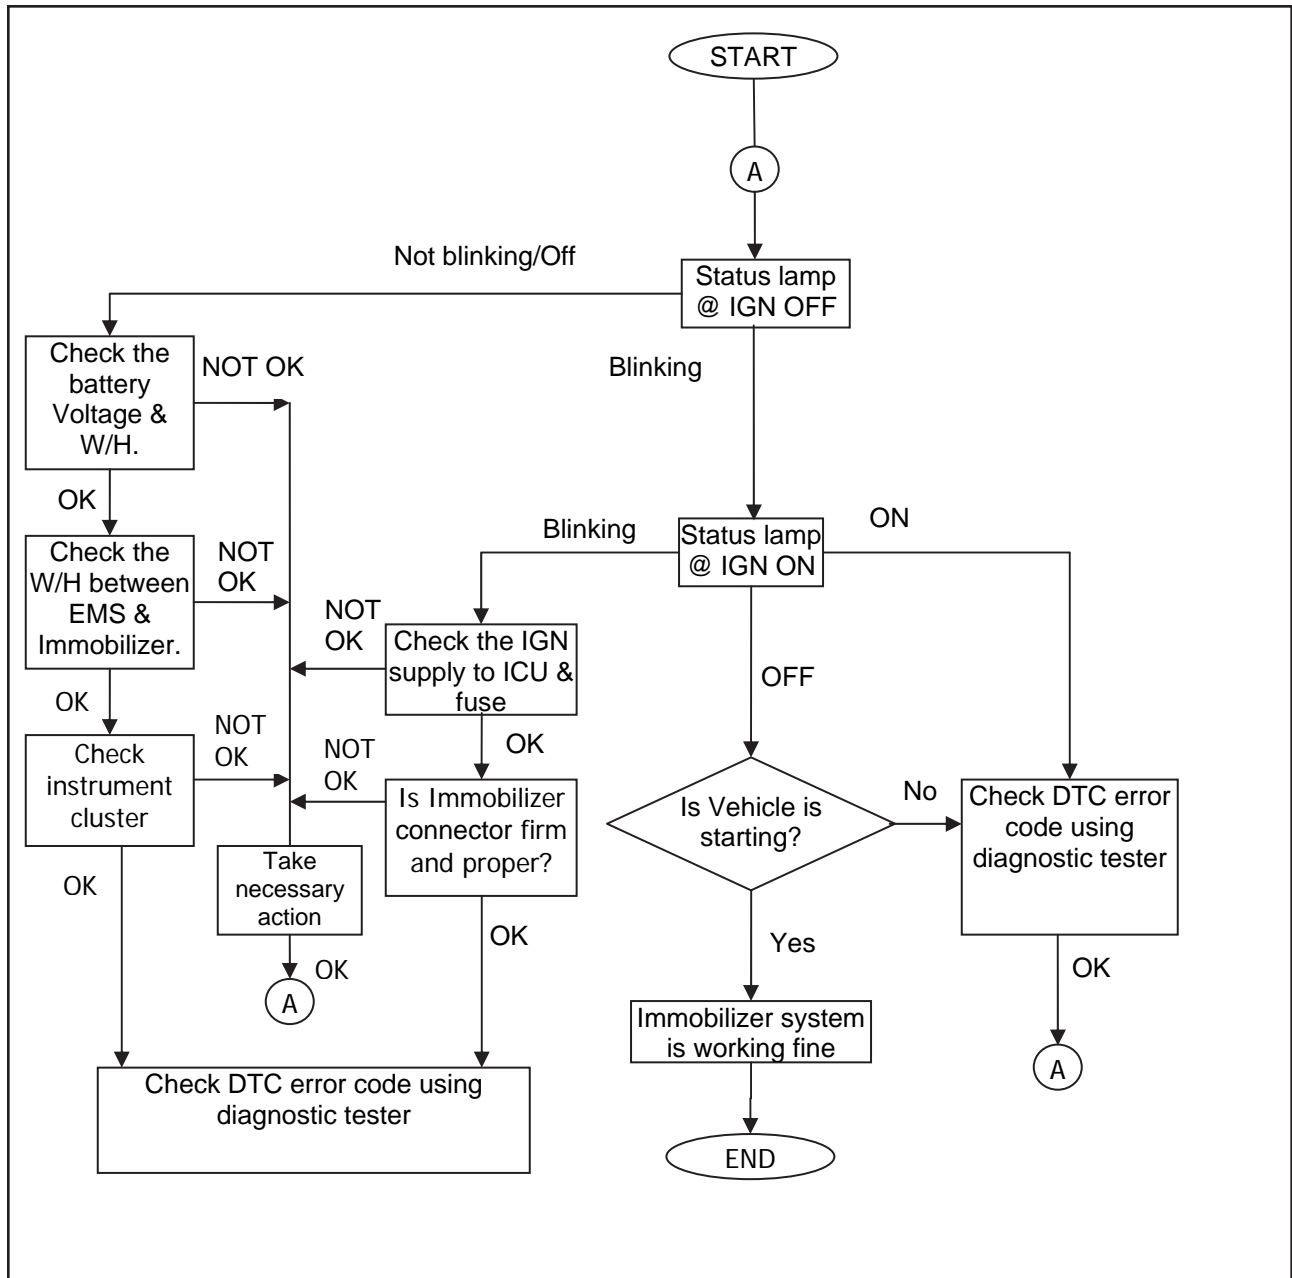 START
A
Not blinking/Off
Status lamp
@ IGN OFF
Check the
battery
Voltage &
W/H.
NOT OK
Blinking
OK
Blinking
Status lamp
@ IGN ON
ON
Check the
W/H between
EMS &
Immobilizer.
NOT
OK
NOT
OK
Check the IGN
supply to ICU &
fuse
OFF
OK
NOT
OK
NOT
OK
OK
Check
instrument
cluster
Is Immobilizer
connector firm
and proper?
Is Vehicle is
starting?
No
Check DTC error
code using
diagnostic tester
OK
Take
necessary
action
OK
Yes
OK
OK
A
Immobilizer system
is working fine
A
Check DTC error code using
diagnostic tester
END